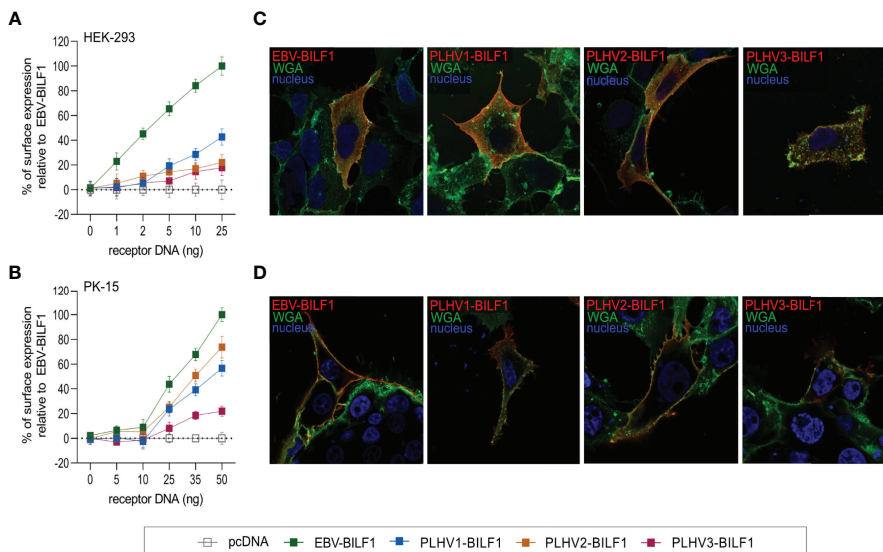 A
HEK-293
% of surface expression
relative to EBV-BILF1
120
100
80
60
40
20
0
-20
0 1 2 5 10 25
receptor DNA (ng)
B
PK-15
% of surface expression
relative to EBV-BILF1
120
100
80
60
40
20
0
-20
0 5 10 25 35 50
receptor DNA (ng)
C
EBV-BILF1
WGA
nucleus
PLHV1-BILF1
WGA
nucleus
PLHV2-BILF1
WGA
nucleus
PLHV3-BILF1
WGA
nucleus
D
EBV-BILF1
WGA
nucleus
PLHV1-BILF1
WGA
nucleus
PLHV2-BILF1
WGA
nucleus
PLHV3-BILF1
WGA
nucleus
pcDNA EBV-BILF1 PLHV1-BILF1 PLHV2-BILF1 PLHV3-BILF1